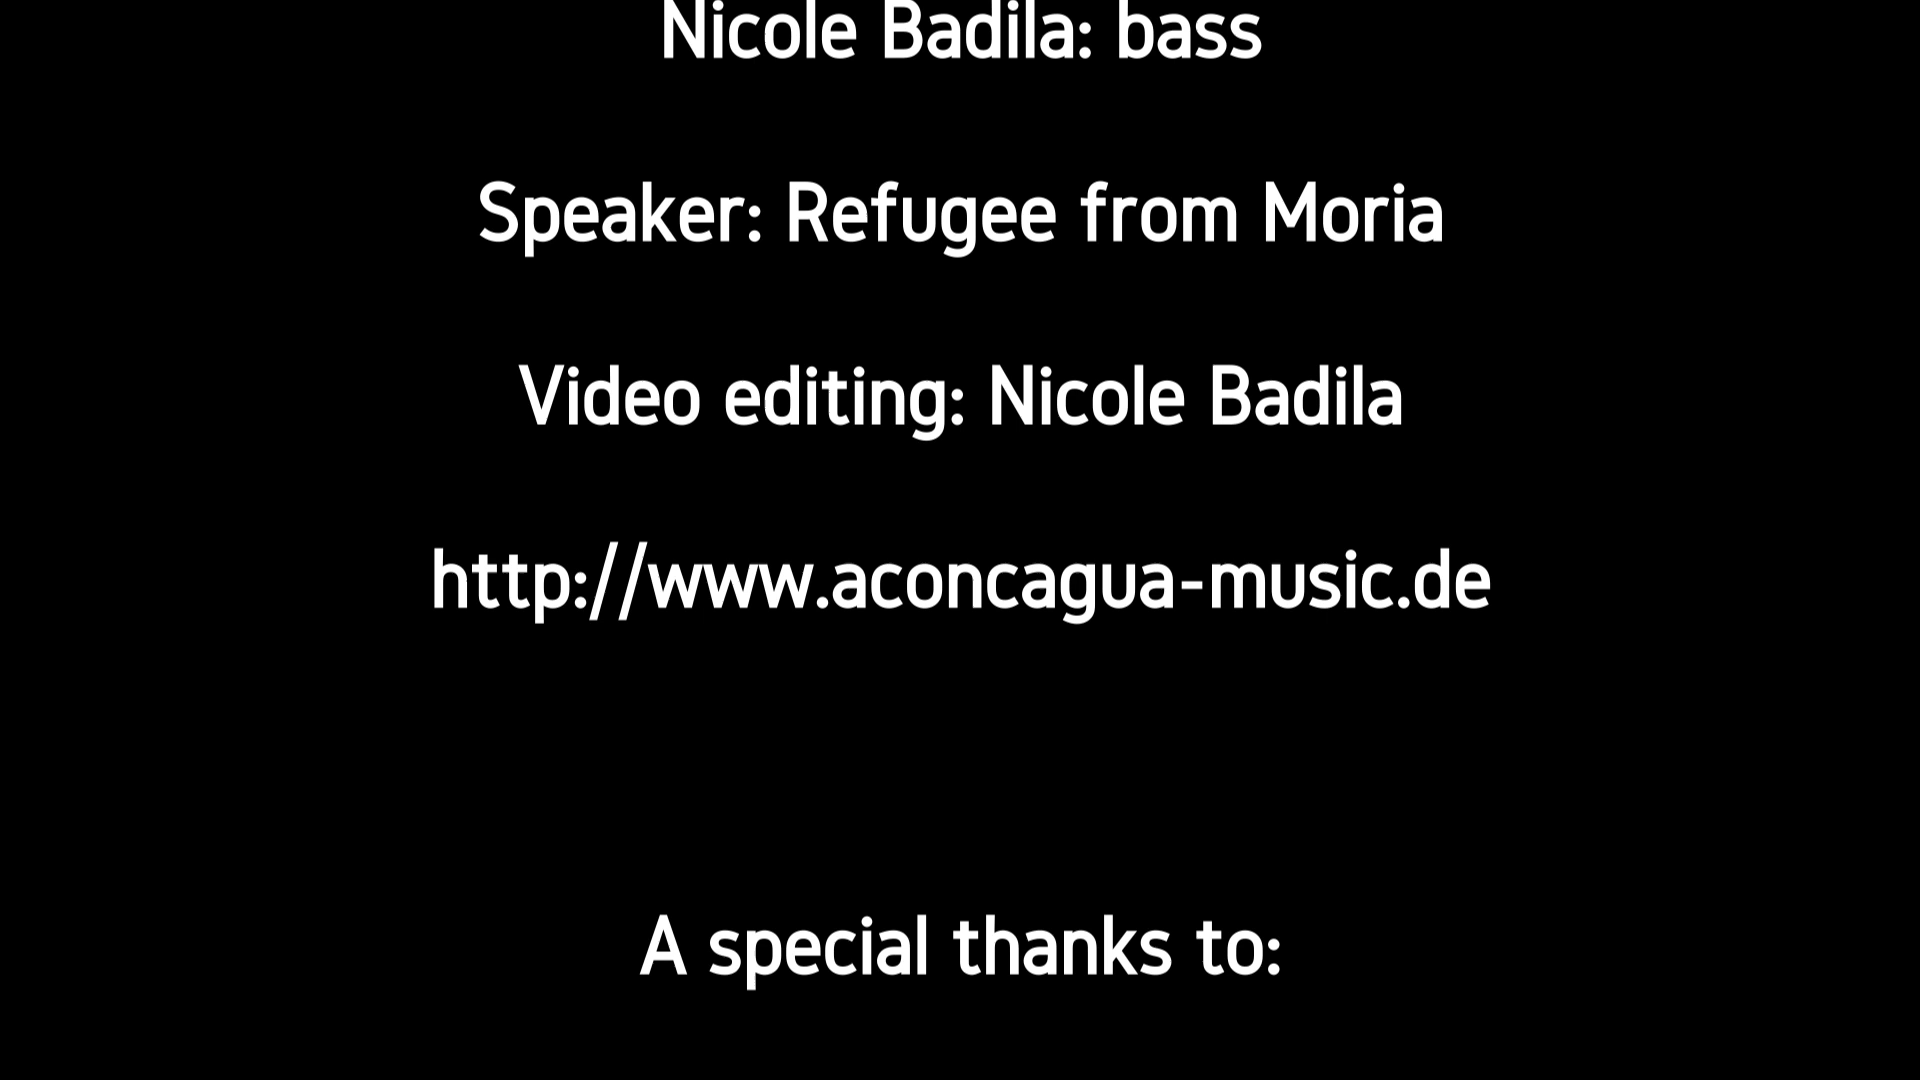 Nicole Badila: bass
Speaker: Refugee from Moria
Video editing: Nicole Badila
http://www.aconcagua-music.de
A special thanks to: